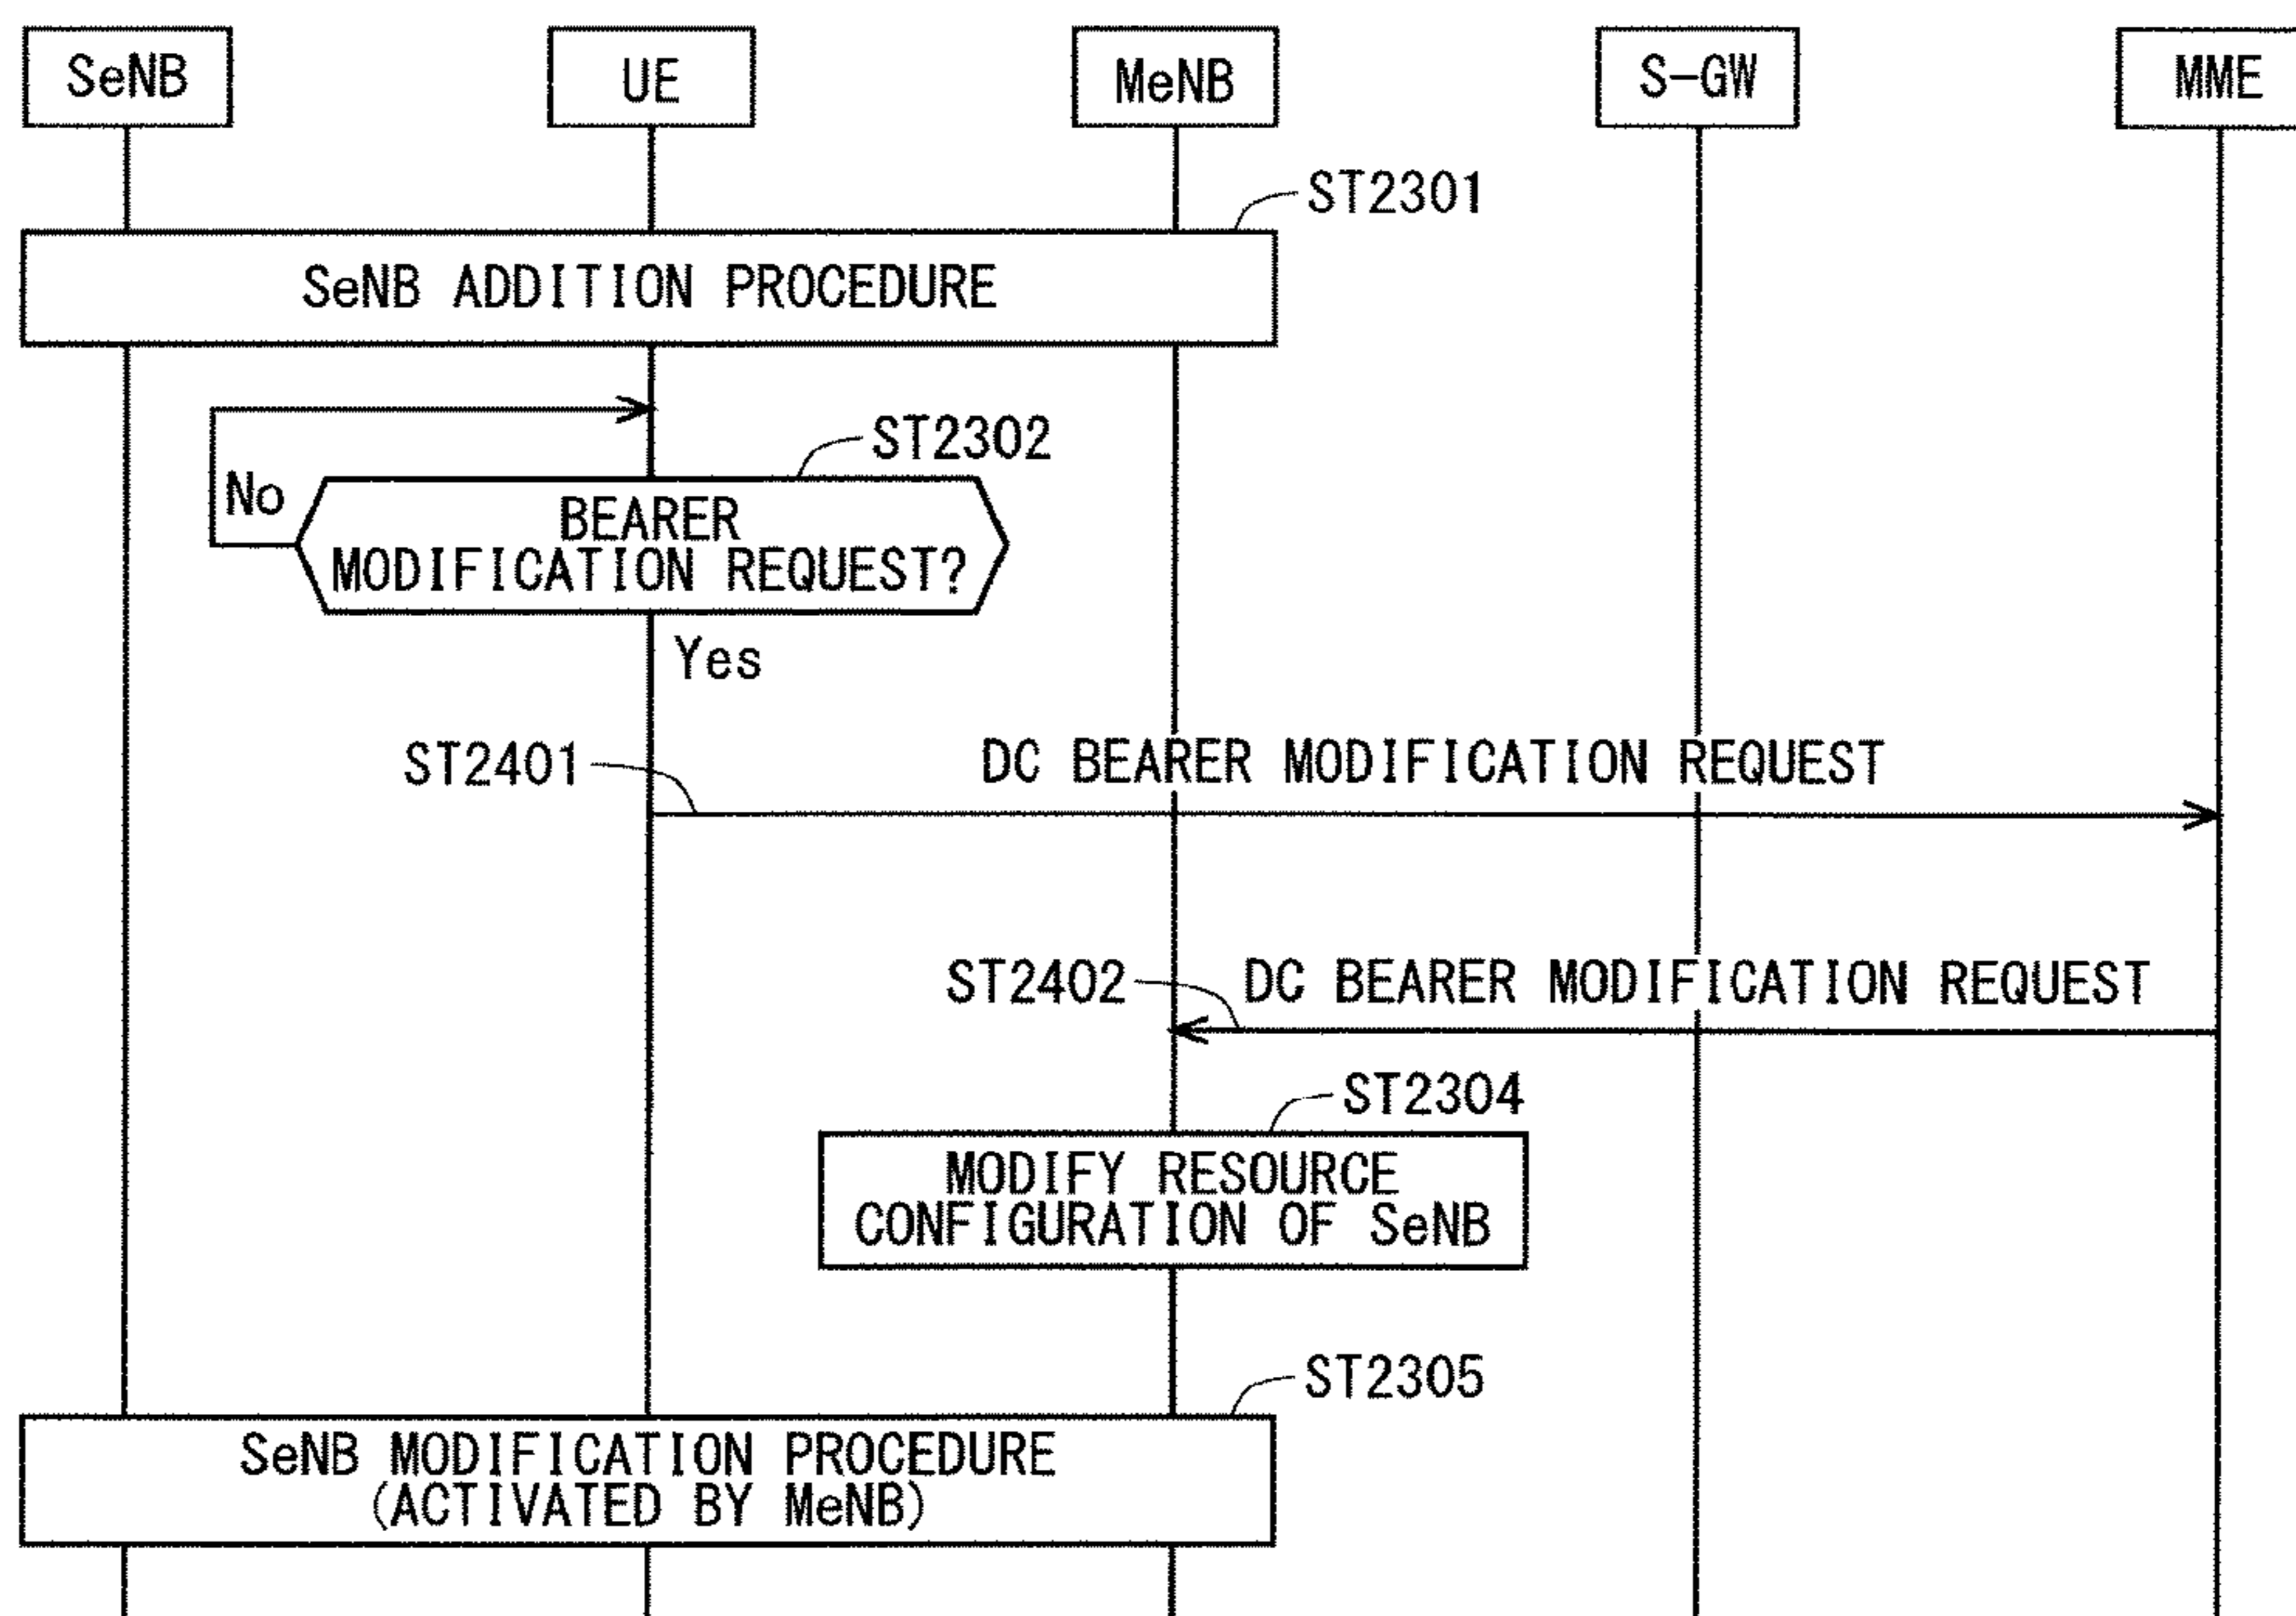 SeNB
UE
MeNB
S-GW
MME
ST2301
SeNB ADDITION PROCEDURE
ST2302
No
BEARER
MODIFICATION REQUEST?
Yes
ST2401
DC BEARER MODIFICATION REQUEST
ST2402
DC BEARER MODIFICATION REQUEST
ST2304
MODIFY RESOURCE
CONFIGURATION OF SeNB
ST2305
SeNB MODIFICATION PROCEDURE
(ACTIVATED BY MeNB)